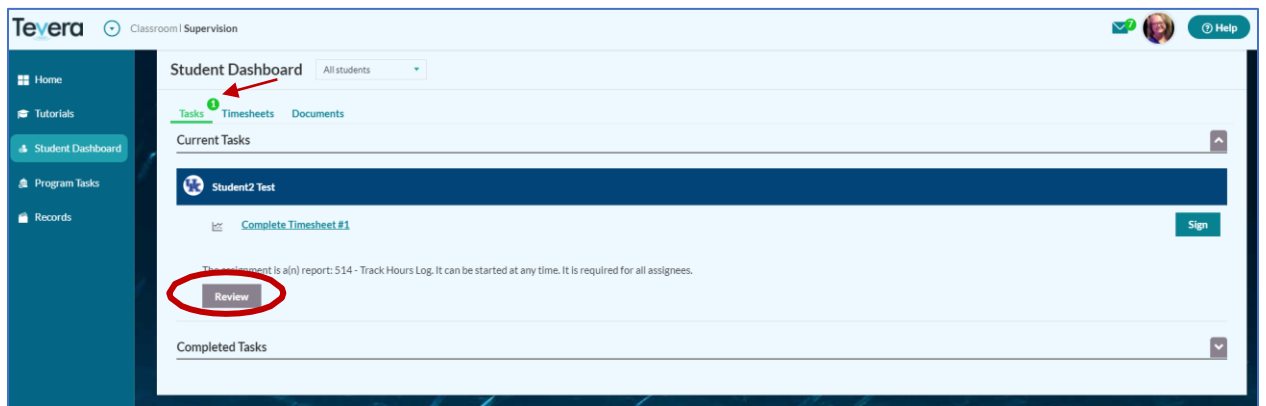 Tevera Classroom | Supervision 7 Help
Home
Tutorials
Student Dashboard
Program Tasks
Records
Student Dashboard All students
Tasks 1 Timesheets Documents
Current Tasks
UK Student2 Test
Complete Timesheet #1 Sign
The assignment is a(n) report: 514 - Track Hours Log. It can be started at any time. It is required for all assignees.
Review
Completed Tasks